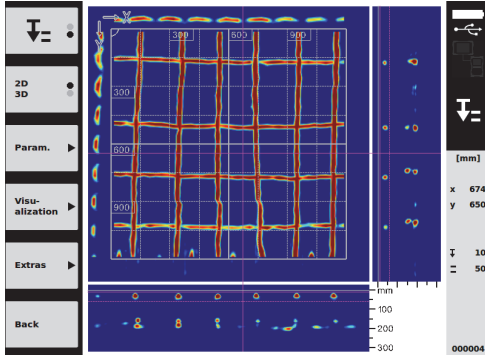 2D
3D
Param.
Visu-
alization
Extras
Back
X
Y
300
600
900
300
600
900
mm
100
200
300
[mm]
x 674
y 650
10
50
000004